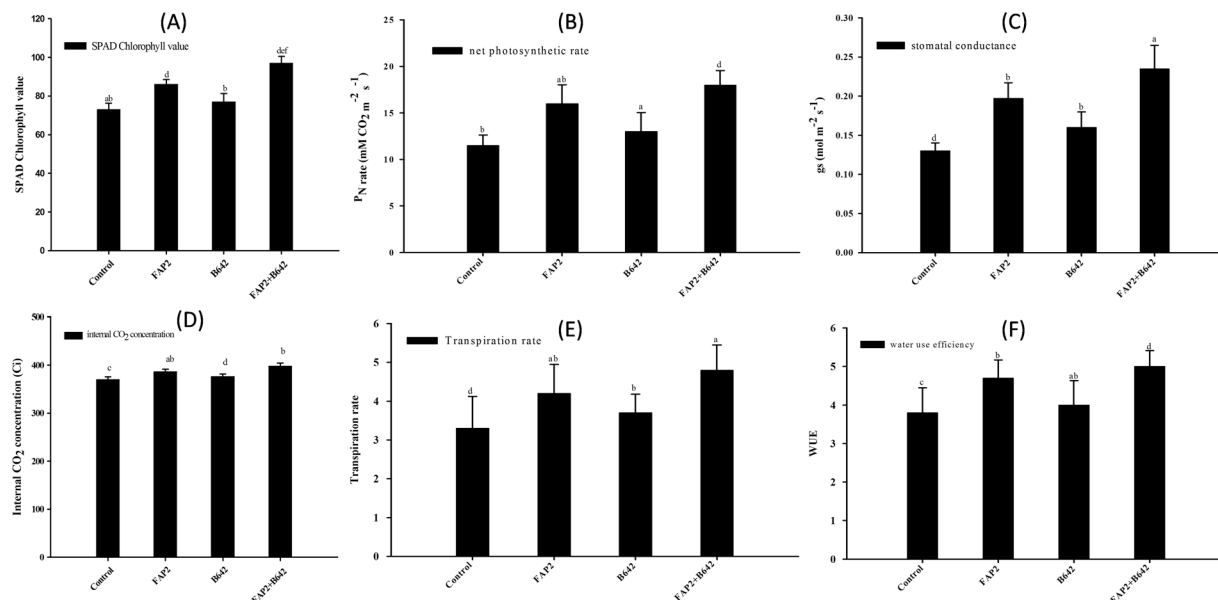 (A)
SPAD Chlorophyll value
SPAD Chlorophyll value
120
100
80
60
40
20
0
ab
d
b
def
Control
FAP2
B642
FAP2+B642
(B)
net photosynthetic rate
P_N rate (mM CO2 m^-2 s^-1)
25
20
15
10
5
0
b
ab
a
d
Control
FAP2
B642
FAP2+B642
(C)
stomatal conductance
gs (mol m^-2 s^-1)
0.30
0.25
0.20
0.15
0.10
0.05
0.00
d
b
b
a
Control
FAP2
B642
FAP2+B642
(D)
internal CO2 concentration
Internal CO2 concentration (Ci)
500
400
300
200
100
0
c
ab
d
b
Control
FAP2
B642
FAP2+B642
(E)
Transpiration rate
Transpiration rate
6
5
4
3
2
1
0
d
ab
b
a
Control
FAP2
B642
FAP2+B642
(F)
water use efficiency
WUE
6
5
4
3
2
1
0
c
b
ab
d
Control
FAP2
B642
FAP2+B642